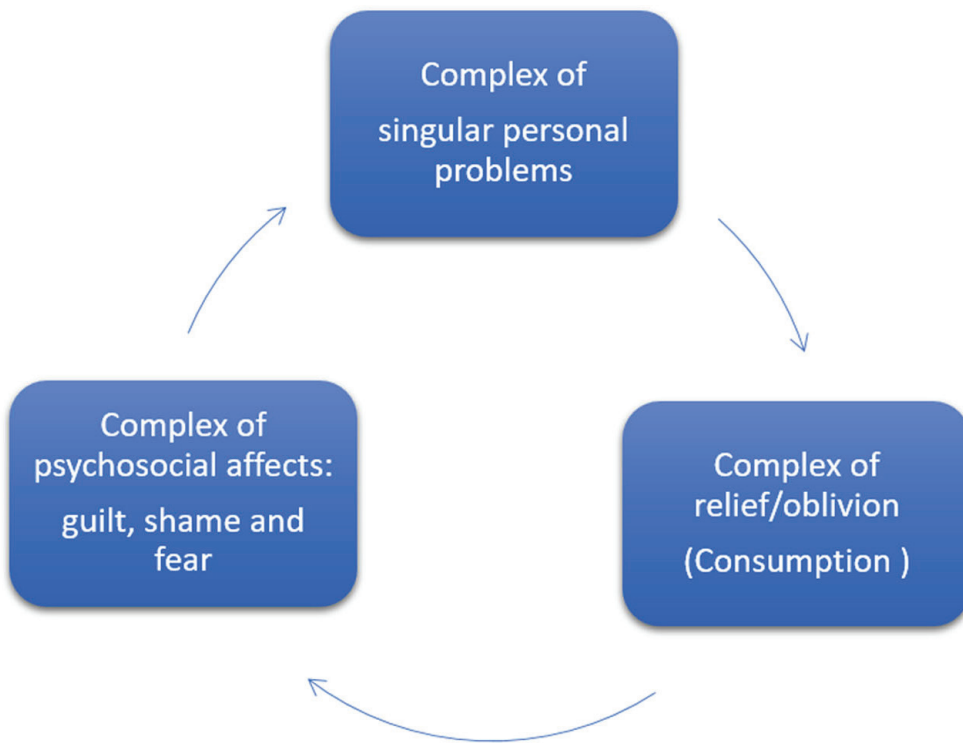 Complex of
singular personal
problems
Complex of
psychosocial affects:
guilt, shame and
fear
Complex of
relief/oblivion
(Consumption )